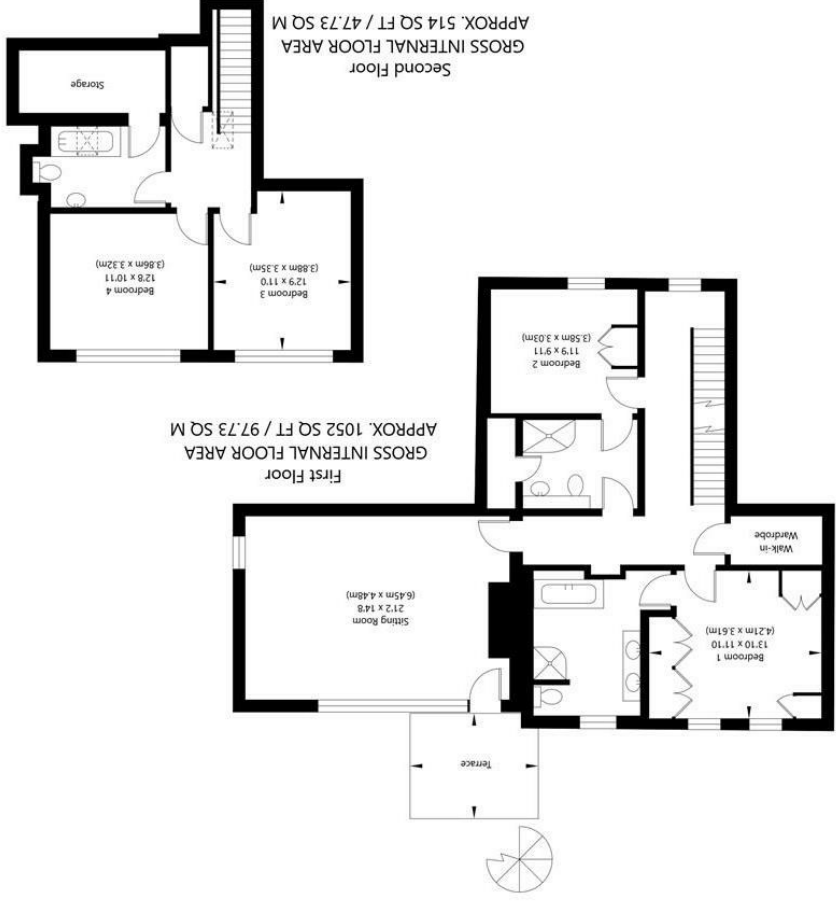 Terrace
Bedroom 1
13'10 x 11'10
(4.21m x 3.61m)
Sitting Room
21'2 x 14'8
(6.45m x 4.48m)
Walk-in
Wardrobe
First Floor
GROSS INTERNAL FLOOR AREA
APPROX. 1052 SQ FT / 97.73 SQ M
Bedroom 2
11'9 x 9'11
(3.58m x 3.03m)
Bedroom 3
12'9 x 11'0
(3.88m x 3.35m)
Bedroom 4
12'8 x 10'11
(3.86m x 3.32m)
Storage
Second Floor
GROSS INTERNAL FLOOR AREA
APPROX. 514 SQ FT / 47.73 SQ M